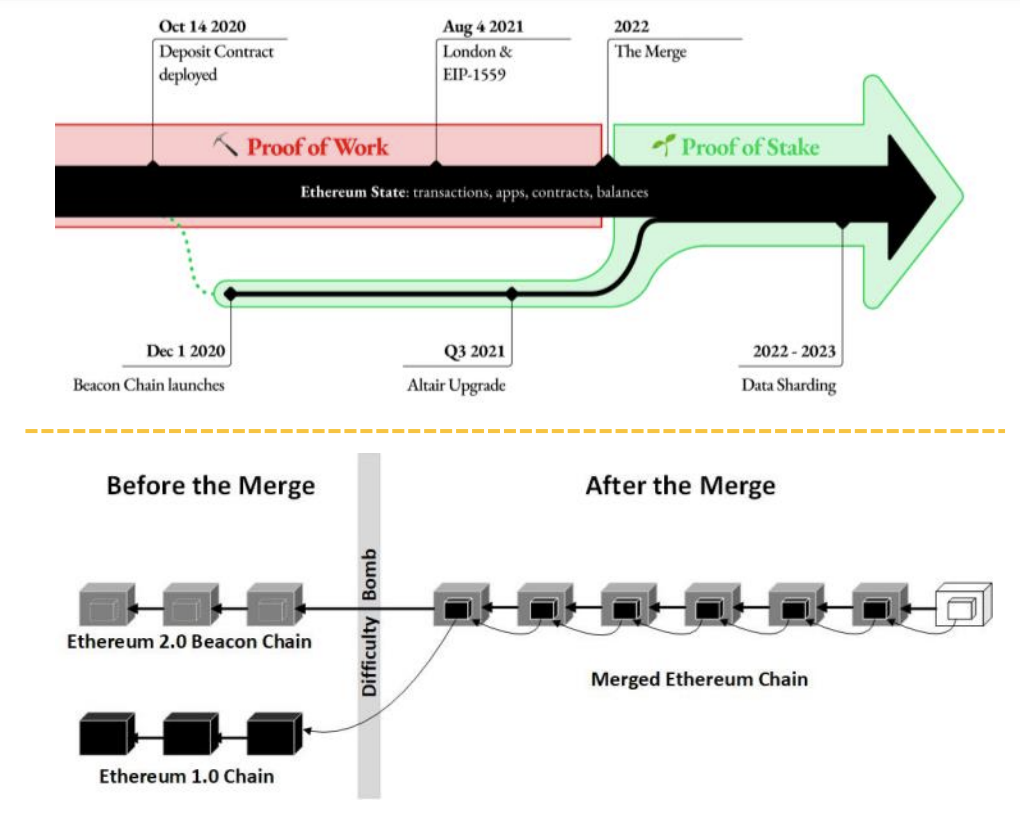 Oct 14 2020
Deposit Contract
deployed
Aug 4 2021
London &
EIP-1559
2022
The Merge
Proof of Work
Proof of Stake
Ethereum State: transactions, apps, contracts, balances
Dec 1 2020
Beacon Chain launches
Q3 2021
Altair Upgrade
2022 - 2023
Data Sharding
Before the Merge
After the Merge
Difficulty Bomb
Ethereum 2.0 Beacon Chain
Merged Ethereum Chain
Ethereum 1.0 Chain